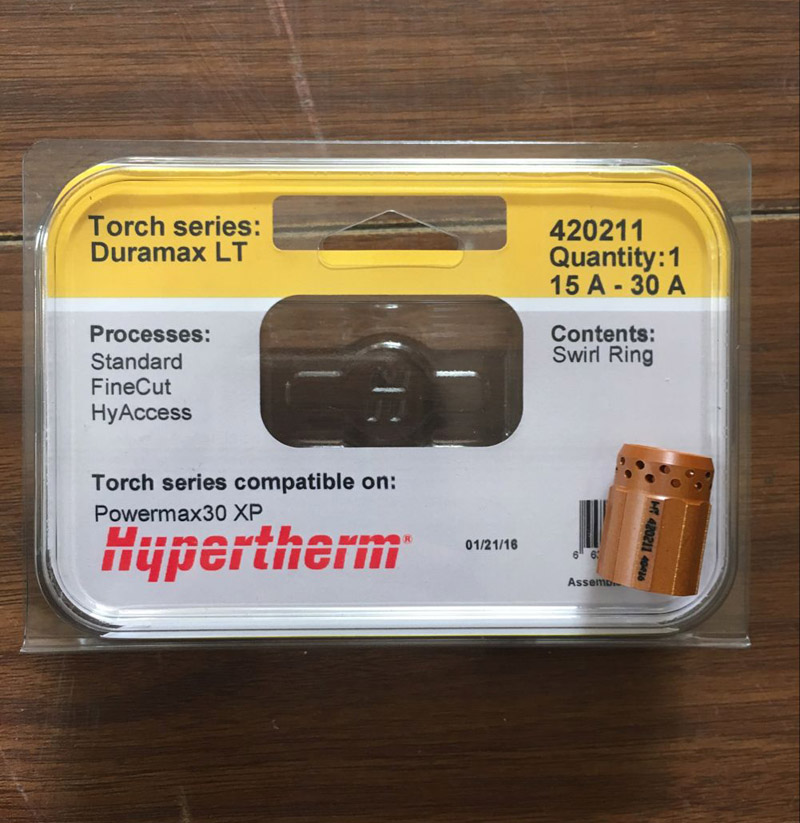 Torch series:
Duramax LT
420211
Quantity:1
15 A - 30 A
Processes:
Standard
FineCut
HyAccess
Contents:
Swirl Ring
Torch series compatible on:
Powermax30 XP
Hypertherm®
01/21/16
HT 420211